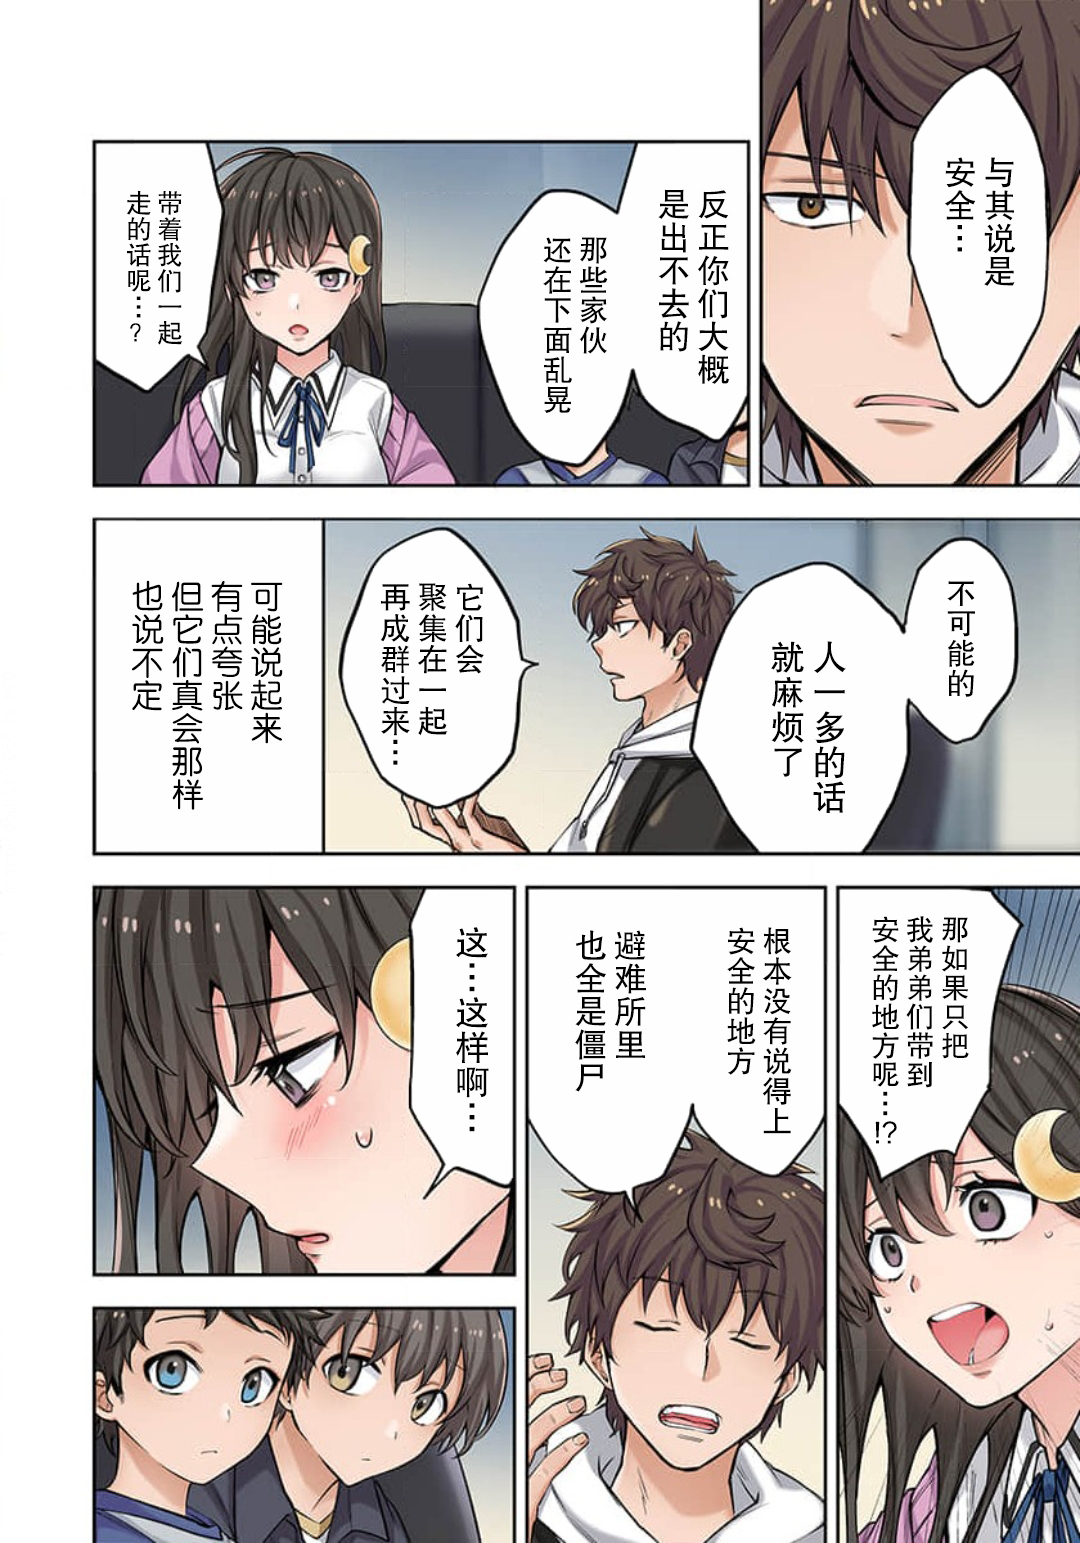 与其说是
安全…
反正你们大概
是出不去的
那些家伙
还在下面乱晃
带着我们一起
走的话呢…?
不可能的
人一多的话
就麻烦了
它们会
聚集在一起
再成群过来…
可能说起来
有点夸张
但它们真会那样
也说不定
那如果只把
我弟弟们带到
安全的地方呢…!?
根本没有说得上
安全的地方
避难所里
也全是僵尸
这…这样啊…